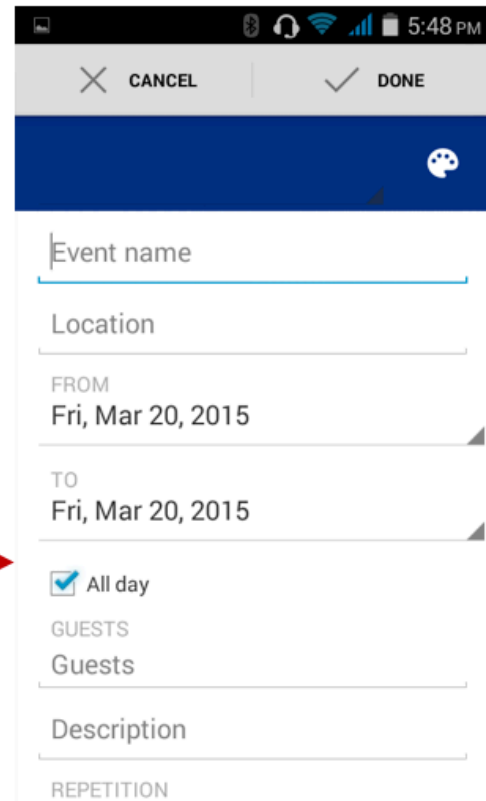 5:48 PM
CANCEL DONE
Event name
Location
FROM
Fri, Mar 20, 2015
TO
Fri, Mar 20, 2015
All day
GUESTS
Guests
Description
REPETITION